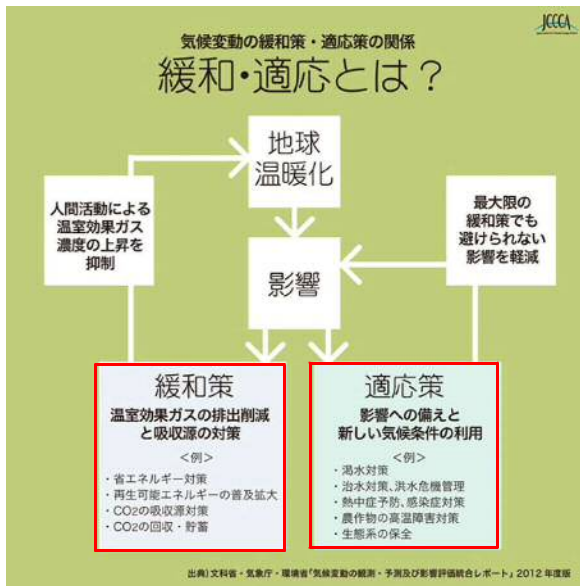 JCCCA
気候変動の緩和策・適応策の関係
緩和・適応とは？
地球
温暖化
人間活動による
温室効果ガス
濃度の上昇を
抑制
最大限の
緩和策でも
避けられない
影響を軽減
影響
緩和策
温室効果ガスの排出削減
と吸収源の対策
＜例＞
・省エネルギー対策
・再生可能エネルギーの普及拡大
・CO2の吸収源対策
・CO2の回収・貯蓄
適応策
影響への備えと
新しい気候条件の利用
＜例＞
・渇水対策
・治水対策、洪水危機管理
・熱中症予防、感染症対策
・農作物の高温障害対策
・生態系の保全
出典）文科省・気象庁・環境省「気候変動の観測・予測及び影響評価統合レポート」2012年度版